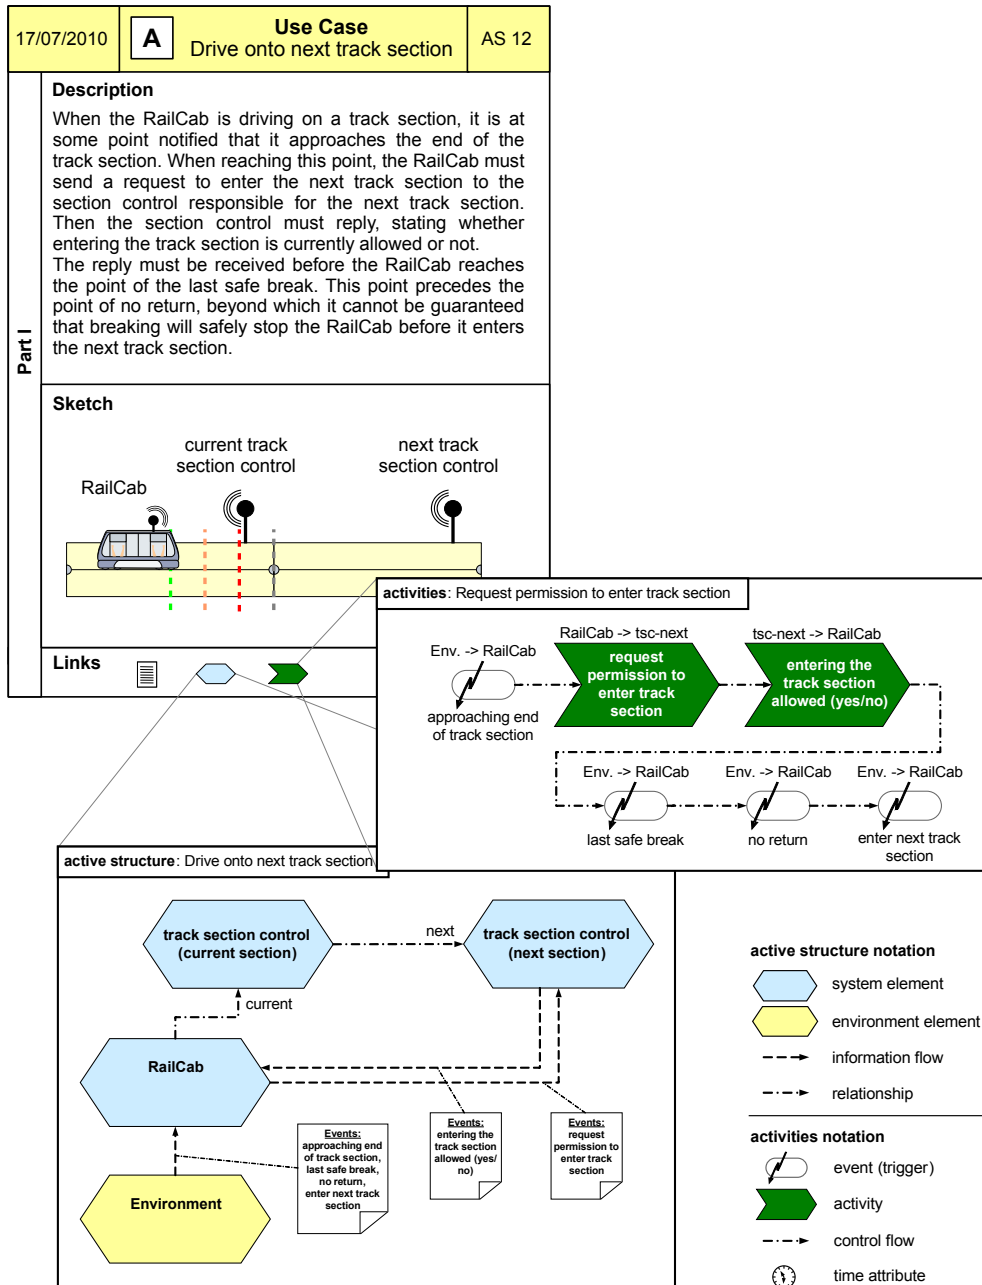 17/07/2010
A
Use Case
Drive onto next track section
AS 12
Part I
Description
When the RailCab is driving on a track section, it is at
some point notified that it approaches the end of the
track section. When reaching this point, the RailCab must
send a request to enter the next track section to the
section control responsible for the next track section.
Then the section control must reply, stating whether
entering the track section is currently allowed or not.
The reply must be received before the RailCab reaches
the point of the last safe break. This point precedes the
point of no return, beyond which it cannot be guaranteed
that breaking will safely stop the RailCab before it enters
the next track section.
Sketch
current track
section control
next track
section control
RailCab
Links
activities: Request permission to enter track section
Env. -> RailCab
approaching end
of track section
RailCab -> tsc-next
request
permission to
enter track
section
tsc-next -> RailCab
entering the
track section
allowed (yes/no)
Env. -> RailCab
last safe break
Env. -> RailCab
no return
Env. -> RailCab
enter next track
section
active structure: Drive onto next track section
track section control
(current section)
next
track section control
(next section)
current
RailCab
Environment
Events:
approaching end
of track section,
last safe break,
no return,
enter next track
section
Events:
entering the
track section
allowed (yes/
no)
Events:
request
permission to
enter track
section
active structure notation
system element
environment element
information flow
relationship
activities notation
event (trigger)
activity
control flow
time attribute